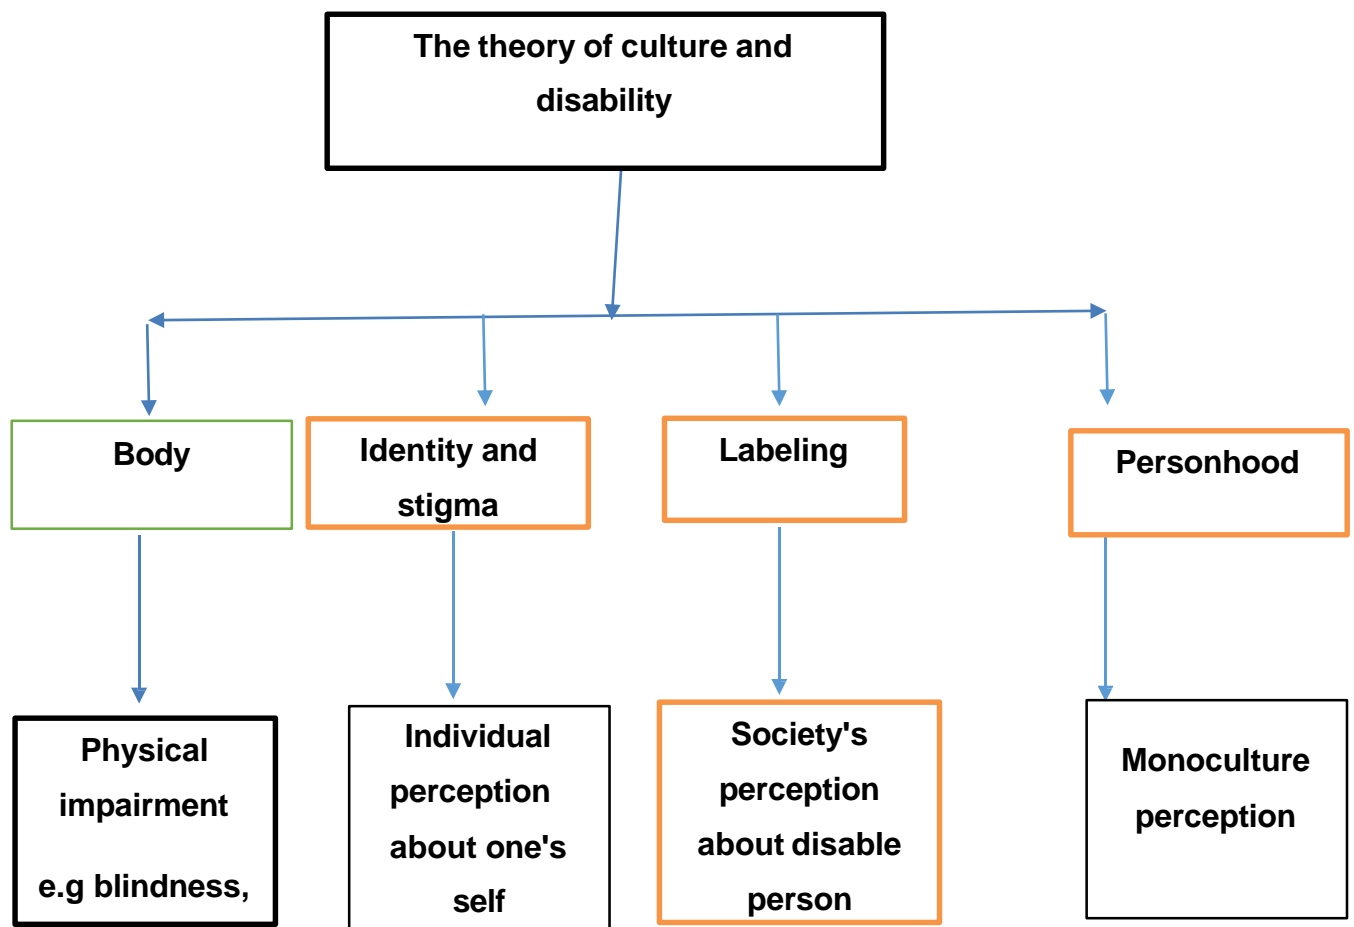 The theory of culture and
disability
Body
Identity and
stigma
Labeling
Personhood
Physical
impairment
e.g blindness,
Individual
perception
about one's
self
Society's
perception
about disable
person
Monoculture
perception